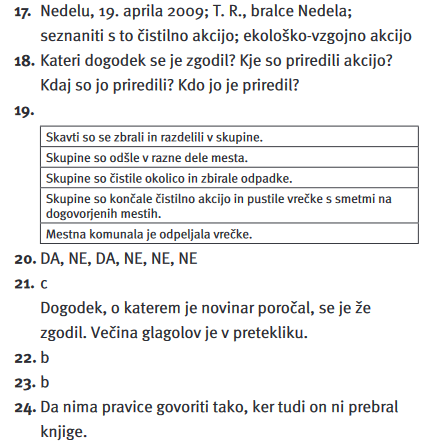 17. Nedelu, 19. aprila 2009; T. R., bralce Nedela;
seznaniti s to čistilno akcijo; ekološko-vzgojno akcijo
18. Kateri dogodek se je zgodil? Kje so priredili akcijo?
Kdaj so jo priredili? Kdo jo je priredil?
19.
Skavti so se zbrali in razdelili v skupine.
Skupine so odšle v razne dele mesta.
Skupine so čistile okolico in zbirale odpadke.
Skupine so končale čistilno akcijo in pustile vrečke s smetmi na
dogovorjenih mestih.
Mestna komunala je odpeljala vrečke.
20. DA, NE, DA, NE, NE, NE
21. c
Dogodek, o katerem je novinar poročal, se je že
zgodil. Večina glagolov je v pretekliku.
22. b
23. b
24. Da nima pravice govoriti tako, ker tudi on ni prebral
knjige.